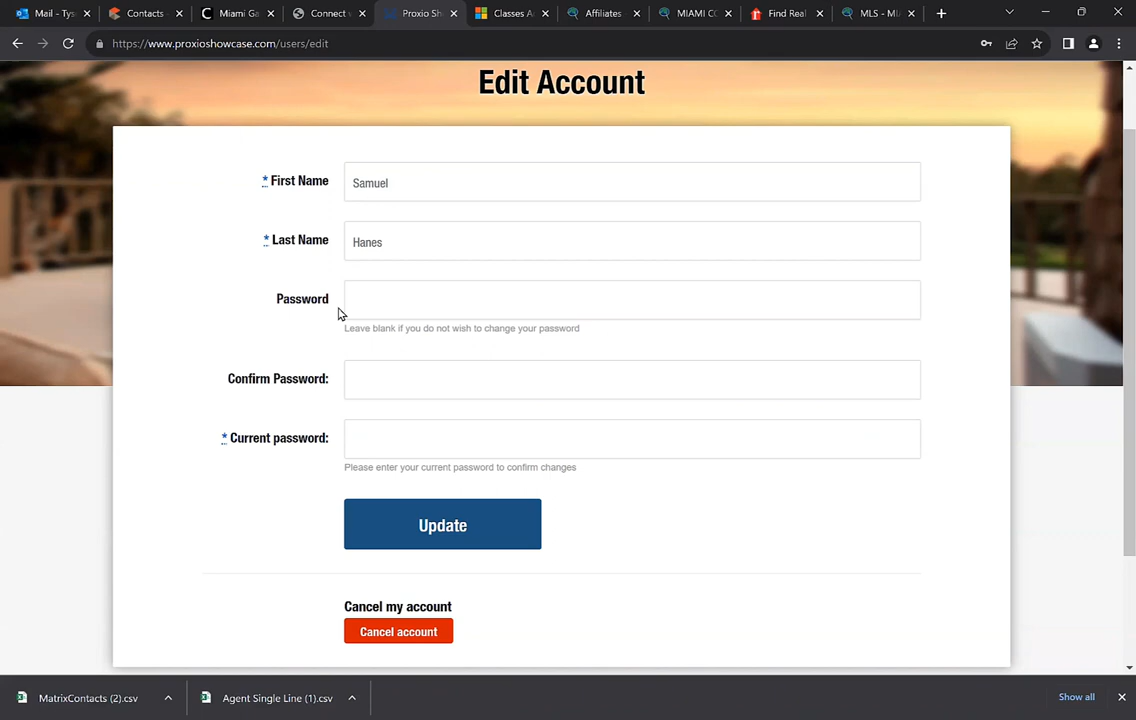 Mail - Tys
Contacts
Miami Ga
Connect w
Proxio Sh
Classes A
Affiliates
MIAMI CO
Find Real
MLS - MI
https://www.proxioshowcase.com/users/edit
Edit Account
* First Name
Samuel
* Last Name
Hanes
Password
Leave blank if you do not wish to change your password
Confirm Password:
* Current password:
Please enter your current password to confirm changes
Update
Cancel my account
Cancel account
MatrixContacts (2).csv
Agent Single Line (1).csv
Show all